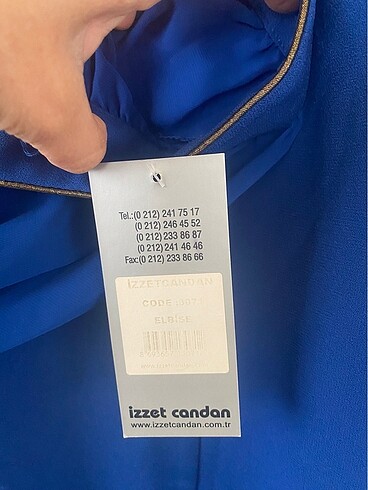 Tel.:(0 212) 241 75 17
(0 212) 246 45 52
(0 212) 233 86 87
(0 212) 241 46 46
Fax:(0 212) 233 86 66
İZZETCANDAN
CODE
ELBİSE
izzet candan
www.izzetcandan.com.tr